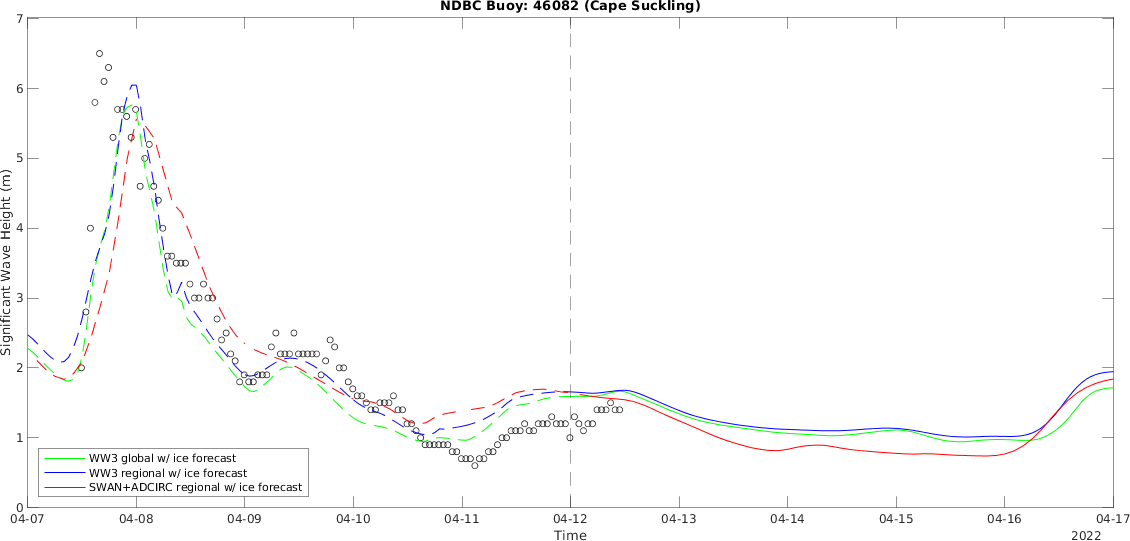 NDBC Buoy: 46082 (Cape Suckling)
7
6
5
4
3
2
1
0
Significant Wave Height (m)
WW3 global w/ ice forecast
WW3 regional w/ ice forecast
SWAN+ADCIRC regional w/ ice forecast
04-07 04-08 04-09 04-10 04-11 04-12 04-13 04-14 04-15 04-16 04-17
Time
2022